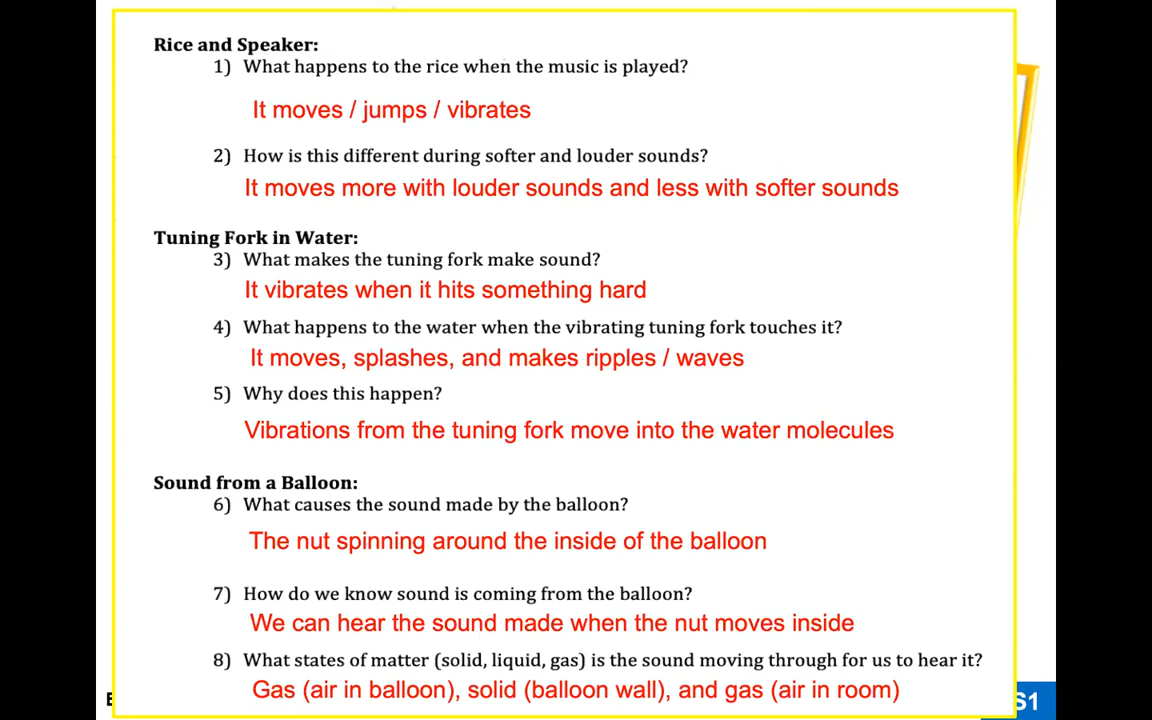 Rice and Speaker:
1) What happens to the rice when the music is played?
It moves / jumps / vibrates
2) How is this different during softer and louder sounds?
It moves more with louder sounds and less with softer sounds
Tuning Fork in Water:
3) What makes the tuning fork make sound?
It vibrates when it hits something hard
4) What happens to the water when the vibrating tuning fork touches it?
It moves, splashes, and makes ripples / waves
5) Why does this happen?
Vibrations from the tuning fork move into the water molecules
Sound from a Balloon:
6) What causes the sound made by the balloon?
The nut spinning around the inside of the balloon
7) How do we know sound is coming from the balloon?
We can hear the sound made when the nut moves inside
8) What states of matter (solid, liquid, gas) is the sound moving through for us to hear it?
Gas (air in balloon), solid (balloon wall), and gas (air in room)
S1